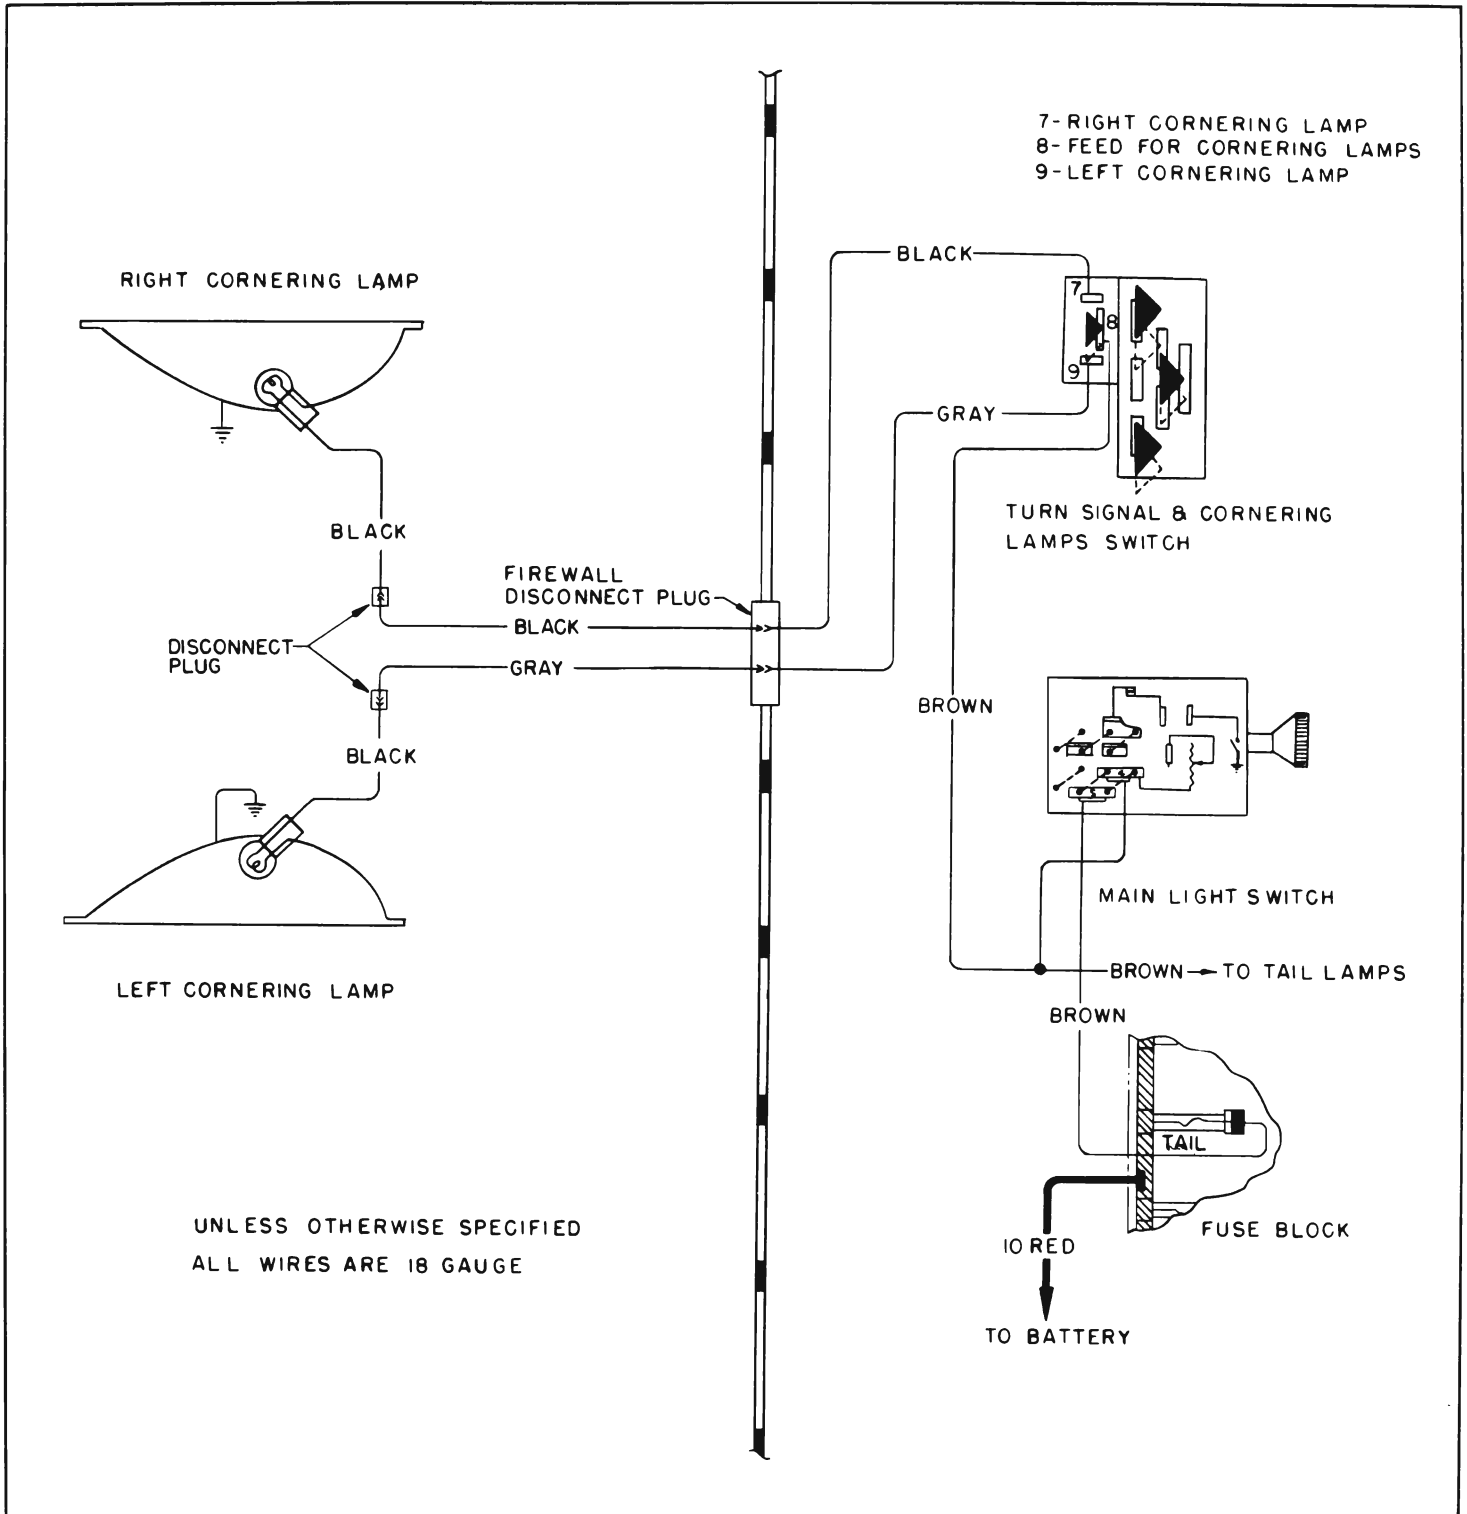 7-RIGHT CORNERING LAMP
8-FEED FOR CORNERING LAMPS
9-LEFT CORNERING LAMP
BLACK
RIGHT CORNERING LAMP
7
8
9
GRAY
TURN SIGNAL & CORNERING
LAMPS SWITCH
BLACK
FIREWALL
DISCONNECT PLUG
BLACK
DISCONNECT
PLUG
GRAY
BROWN
BLACK
4
5
MAIN LIGHT SWITCH
LEFT CORNERING LAMP
BROWN
TO TAIL LAMPS
BROWN
TAIL
UNLESS OTHERWISE SPECIFIED
ALL WIRES ARE 18 GAUGE
FUSE BLOCK
10 RED
TO BATTERY